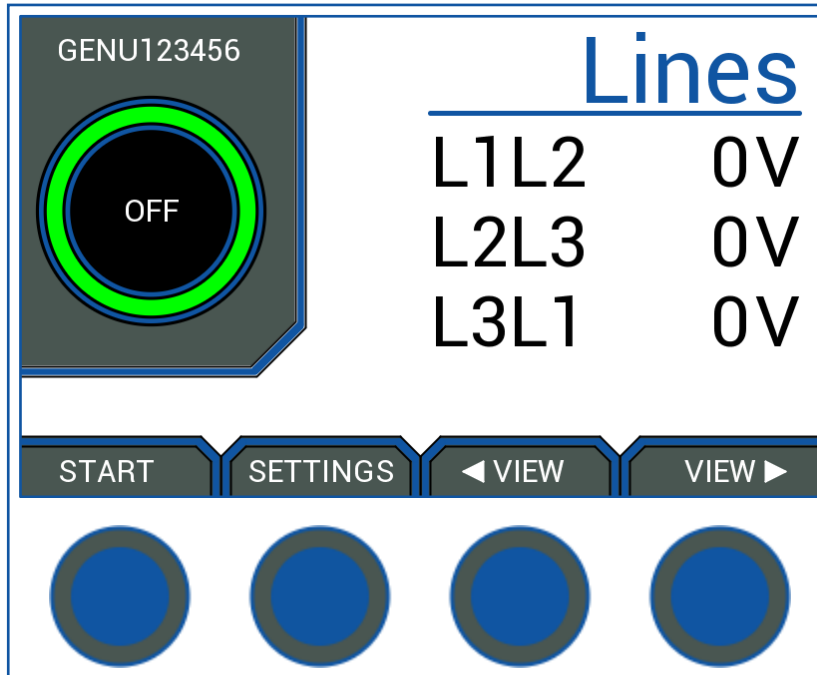 GENU123456
OFF
Lines
L1L2 0V
L2L3 0V
L3L1 0V
START SETTINGS ◀ VIEW VIEW ▶